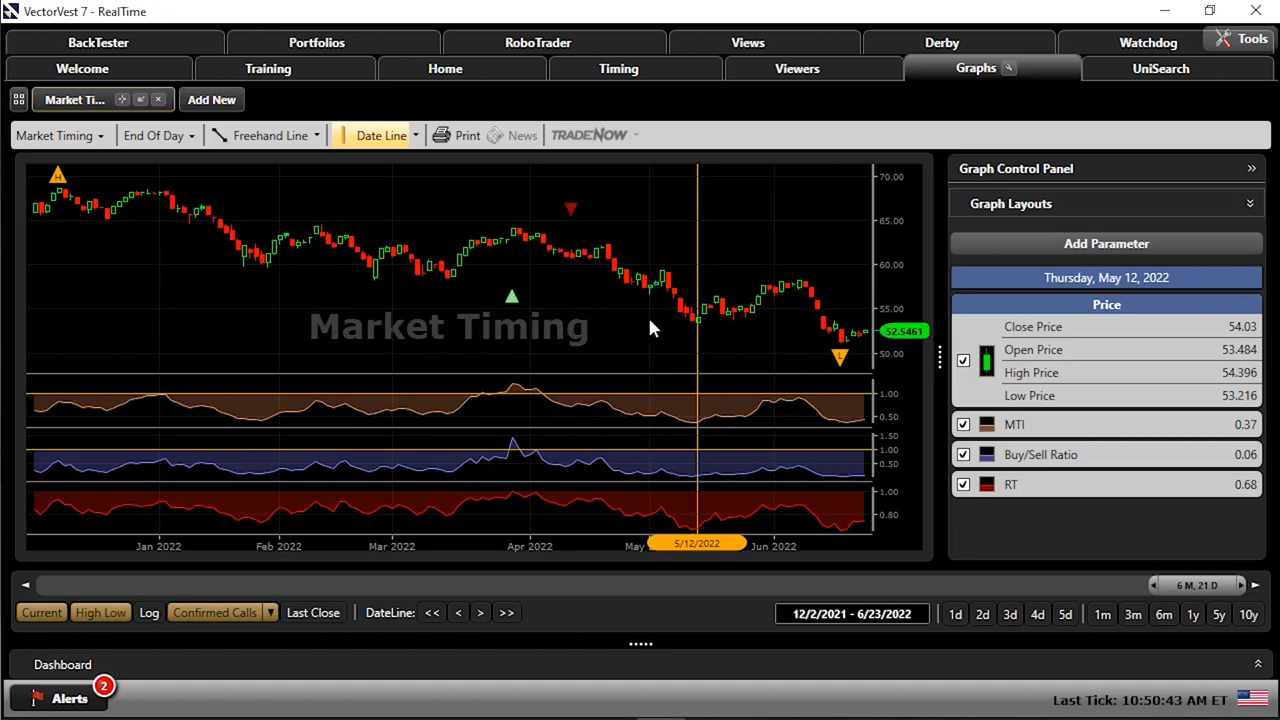 VectorVest 7 - RealTime
BackTester Portfolios RoboTrader Views Derby Watchdog Tools
Welcome Training Home Timing Viewers Graphs UniSearch
Market Ti... Add New
Market Timing End Of Day Freehand Line Date Line Print News TRADENOW
H
70.00
65.00
60.00
55.00
52.5461
50.00
Market Timing
L
1.00
0.50
1.50
1.00
0.50
1.00
0.80
Jan 2022 Feb 2022 Mar 2022 Apr 2022 May 5/12/2022 Jun 2022
Graph Control Panel
Graph Layouts
Add Parameter
Thursday, May 12, 2022
Price
Close Price 54.03
Open Price 53.484
High Price 54.396
Low Price 53.216
MTI 0.37
Buy/Sell Ratio 0.06
RT 0.68
6 M, 21 D
Current High Low Log Confirmed Calls Last Close DateLine: << < > >> 12/2/2021 - 6/23/2022 1d 2d 3d 4d 5d 1m 3m 6m 1y 5y 10y
Dashboard
Alerts 2
Last Tick: 10:50:43 AM ET